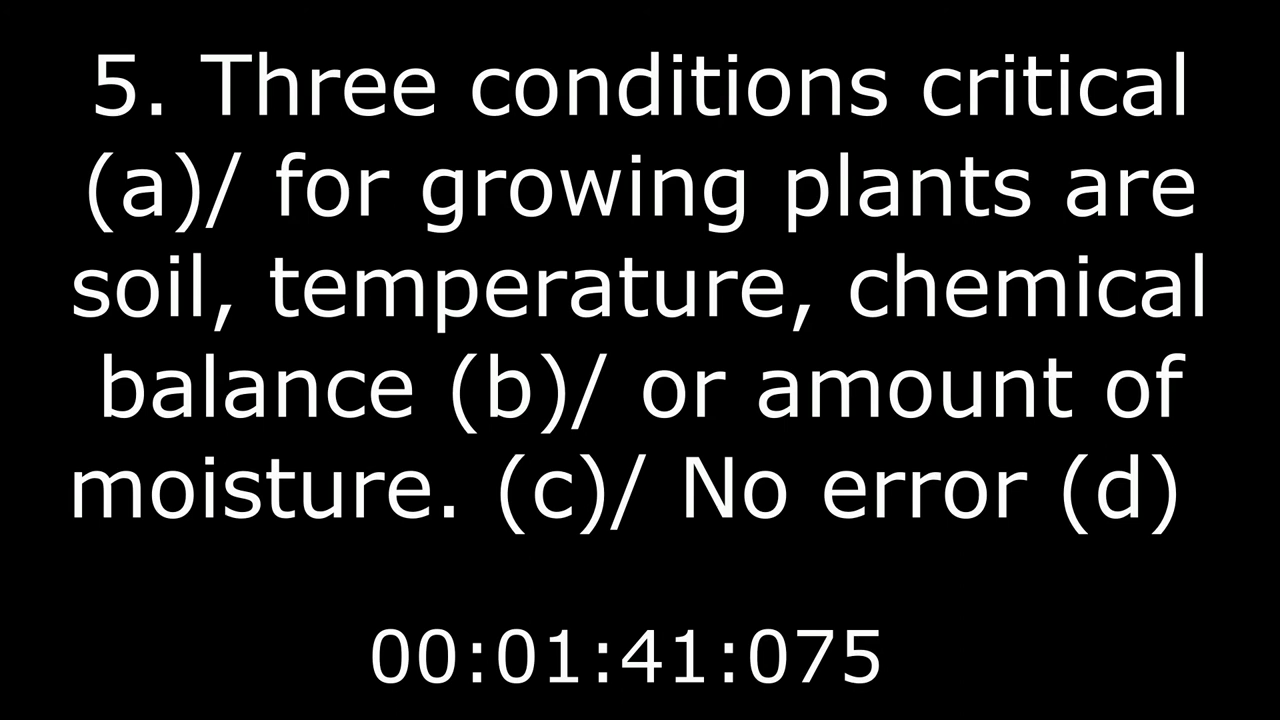 5. Three conditions critical
(a)/ for growing plants are
soil, temperature, chemical
balance (b)/ or amount of
moisture. (c)/ No error (d)
00:01:41:075